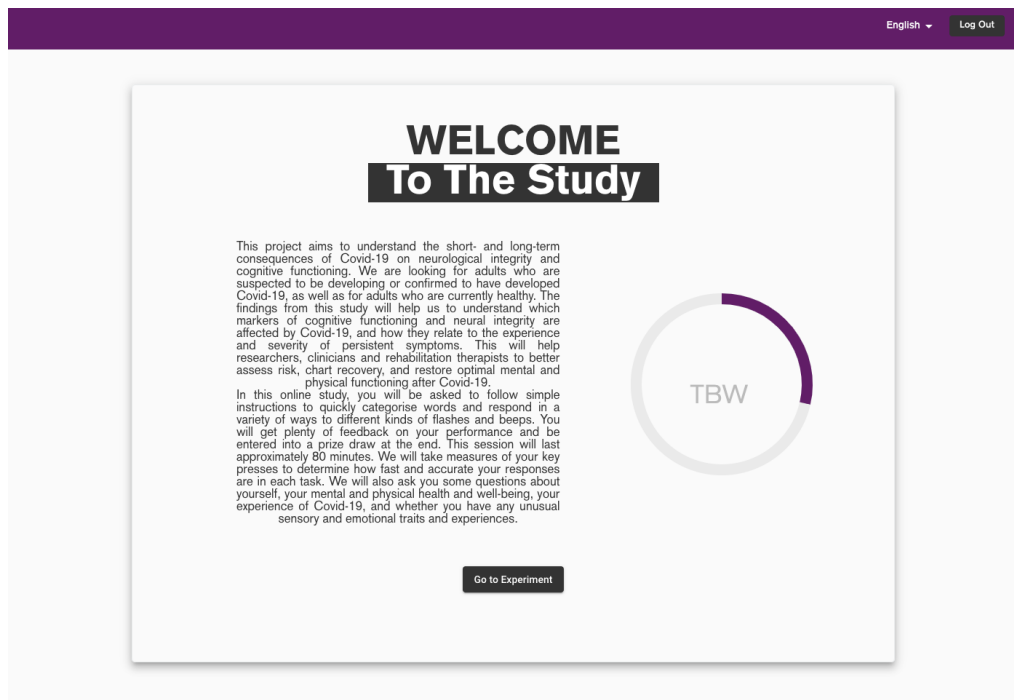 English
Log Out
WELCOME
To The Study
This project aims to understand the short- and long-term
consequences of Covid-19 on neurological integrity and
cognitive functioning. We are looking for adults who are
suspected to be developing or confirmed to have developed
Covid-19, as well as for adults who are currently healthy. The
findings from this study will help us to understand which
markers of cognitive functioning and neural integrity are
affected by Covid-19, and how they relate to the experience
and severity of persistent symptoms. This will help
researchers, clinicians and rehabilitation therapists to better
assess risk, chart recovery, and restore optimal mental and
physical functioning after Covid-19.
In this online study, you will be asked to follow simple
instructions to quickly categorise words and respond in a
variety of ways to different kinds of flashes and beeps. You
will get plenty of feedback on your performance and be
entered into a prize draw at the end. This session will last
approximately 80 minutes. We will take measures of your key
presses to determine how fast and accurate your responses
are in each task. We will also ask you some questions about
yourself, your mental and physical health and well-being, your
experience of Covid-19, and whether you have any unusual
sensory and emotional traits and experiences.
TBW
Go to Experiment